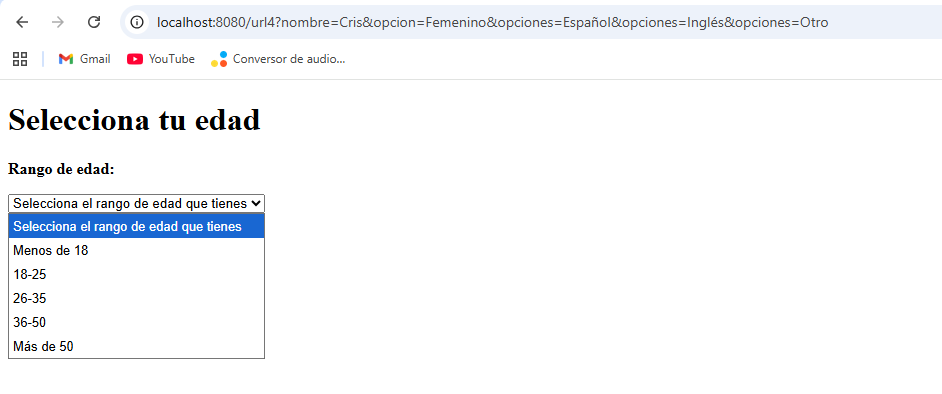 localhost:8080/url4?nombre=Cris&opcion=Femenino&opciones=Español&opciones=Inglés&opciones=Otro
Gmail YouTube Conversor de audio...
Selecciona tu edad
Rango de edad:
Selecciona el rango de edad que tienes
Selecciona el rango de edad que tienes
Menos de 18
18-25
26-35
36-50
Más de 50